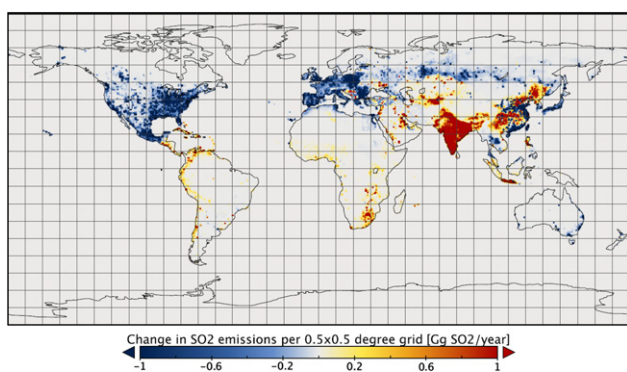 Change in SO2 emissions per 0.5x0.5 degree grid [Gg SO2/year]
-1 -0.6 -0.2 0.2 0.6 1